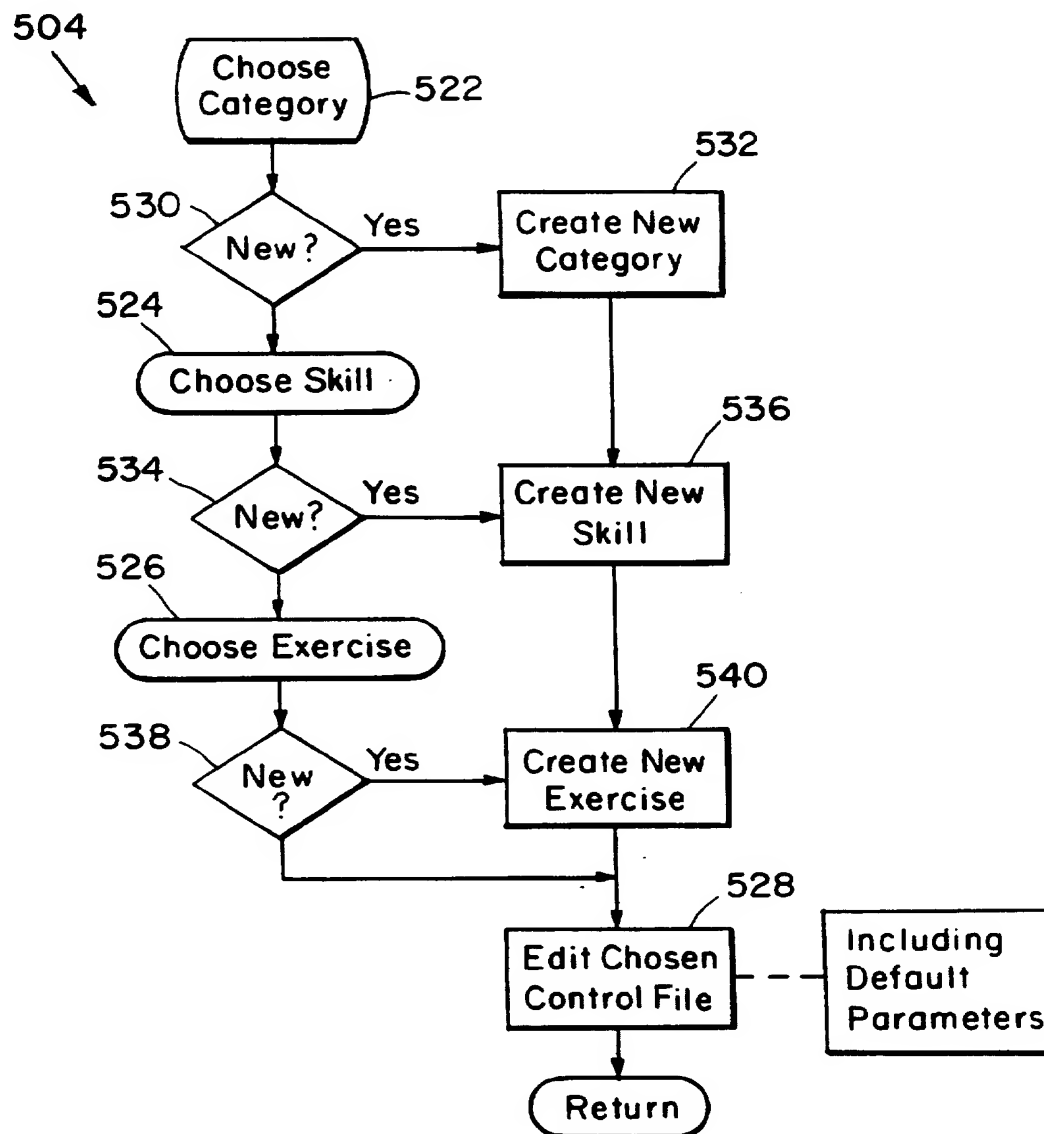 504
Choose
Category
522
530
New?
Yes
532
Create New
Category
524
Choose Skill
534
New?
Yes
536
Create New
Skill
526
Choose Exercise
538
New
?
Yes
540
Create New
Exercise
528
Edit Chosen
Control File
Including
Default
Parameters
Return